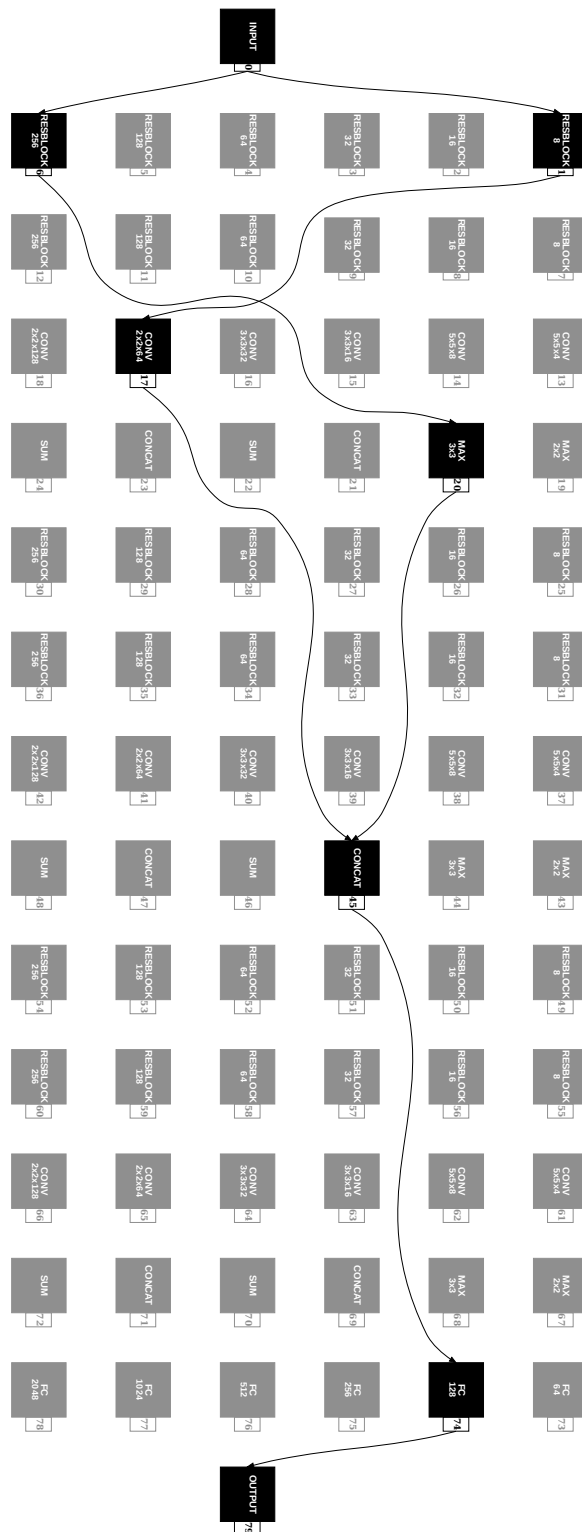 INPUT
0
RESBLOCK
8
1
RESBLOCK
16
2
RESBLOCK
32
3
RESBLOCK
64
4
RESBLOCK
128
5
RESBLOCK
256
6
RESBLOCK
8
7
RESBLOCK
16
8
RESBLOCK
32
9
RESBLOCK
64
10
RESBLOCK
128
11
RESBLOCK
256
12
CONV
5x5x4
13
CONV
5x5x8
14
CONV
3x3x16
15
CONV
3x3x32
16
CONV
2x2x64
17
CONV
2x2x128
18
MAX
2x2
19
MAX
3x3
20
CONCAT
21
SUM
22
CONCAT
23
SUM
24
RESBLOCK
8
25
RESBLOCK
16
26
RESBLOCK
32
27
RESBLOCK
64
28
RESBLOCK
128
29
RESBLOCK
256
30
RESBLOCK
8
31
RESBLOCK
16
32
RESBLOCK
32
33
RESBLOCK
64
34
RESBLOCK
128
35
RESBLOCK
256
36
CONV
5x5x4
37
CONV
5x5x8
38
CONV
3x3x16
39
CONV
3x3x32
40
CONV
2x2x64
41
CONV
2x2x128
42
MAX
2x2
43
MAX
3x3
44
CONCAT
45
SUM
46
CONCAT
47
SUM
48
RESBLOCK
8
49
RESBLOCK
16
50
RESBLOCK
32
51
RESBLOCK
64
52
RESBLOCK
128
53
RESBLOCK
256
54
RESBLOCK
8
55
RESBLOCK
16
56
RESBLOCK
32
57
RESBLOCK
64
58
RESBLOCK
128
59
RESBLOCK
256
60
CONV
5x5x4
61
CONV
5x5x8
62
CONV
3x3x16
63
CONV
3x3x32
64
CONV
2x2x64
65
CONV
2x2x128
66
MAX
2x2
67
MAX
3x3
68
CONCAT
69
SUM
70
CONCAT
71
SUM
72
FC
64
73
FC
128
74
FC
256
75
FC
512
76
FC
1024
77
FC
2048
78
OUTPUT
79